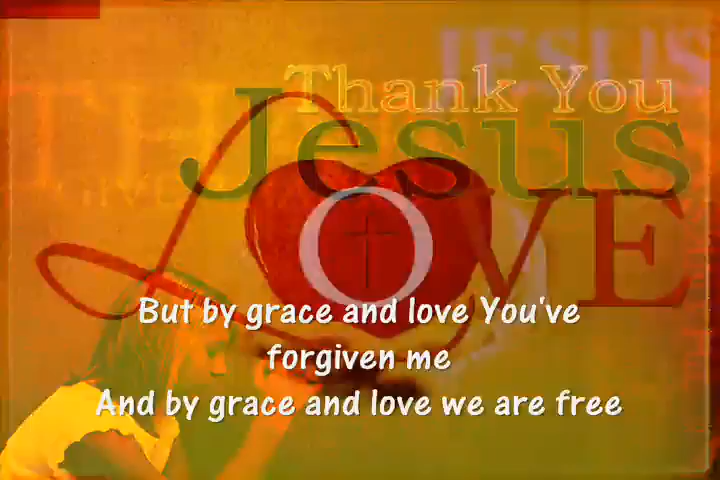 JESUS
Thank You
Jesus
LOVE
But by grace and love You've
forgiven me
And by grace and love we are free